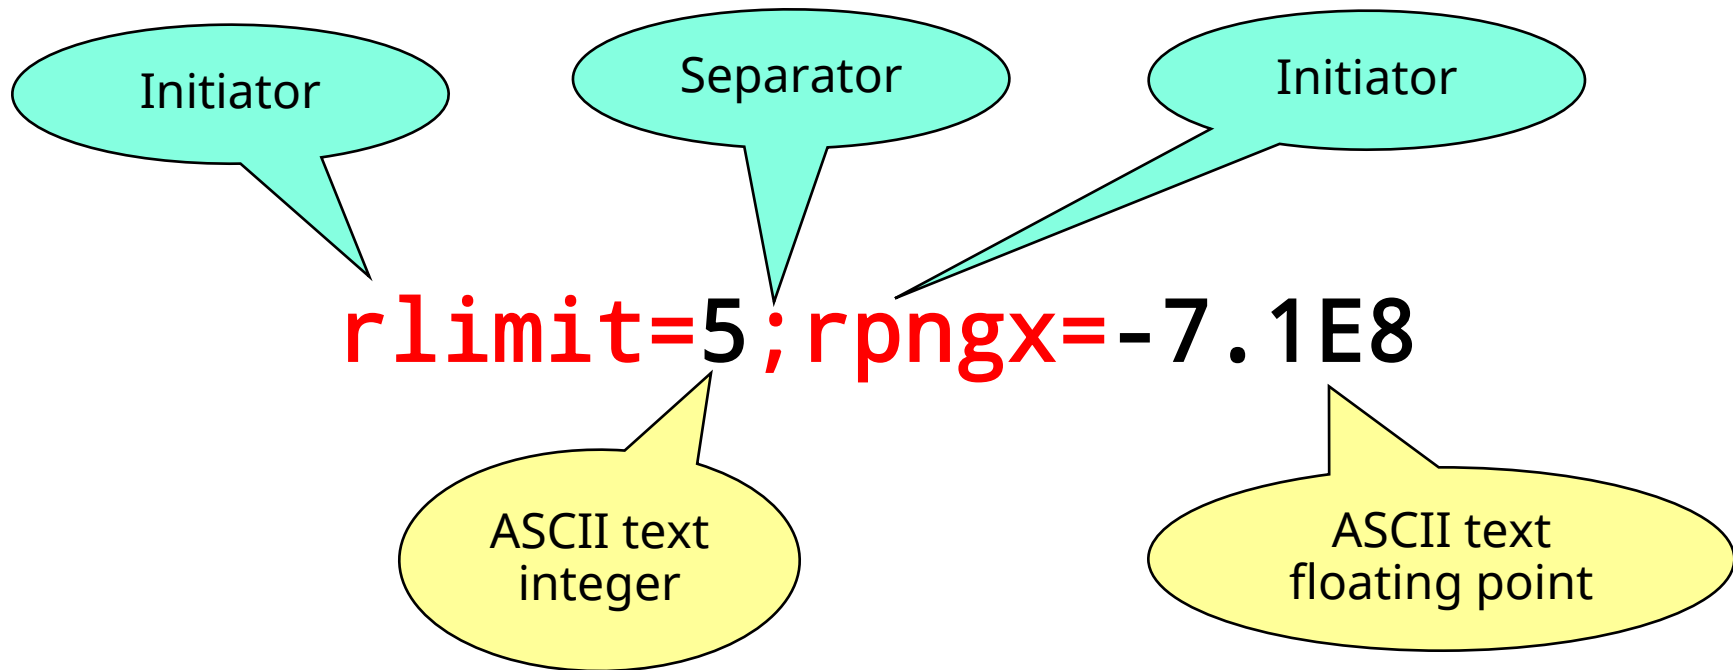 Initiator
Separator
Initiator
rlimit=5;rpngx=-7.1E8
ASCII text
integer
ASCII text
floating point